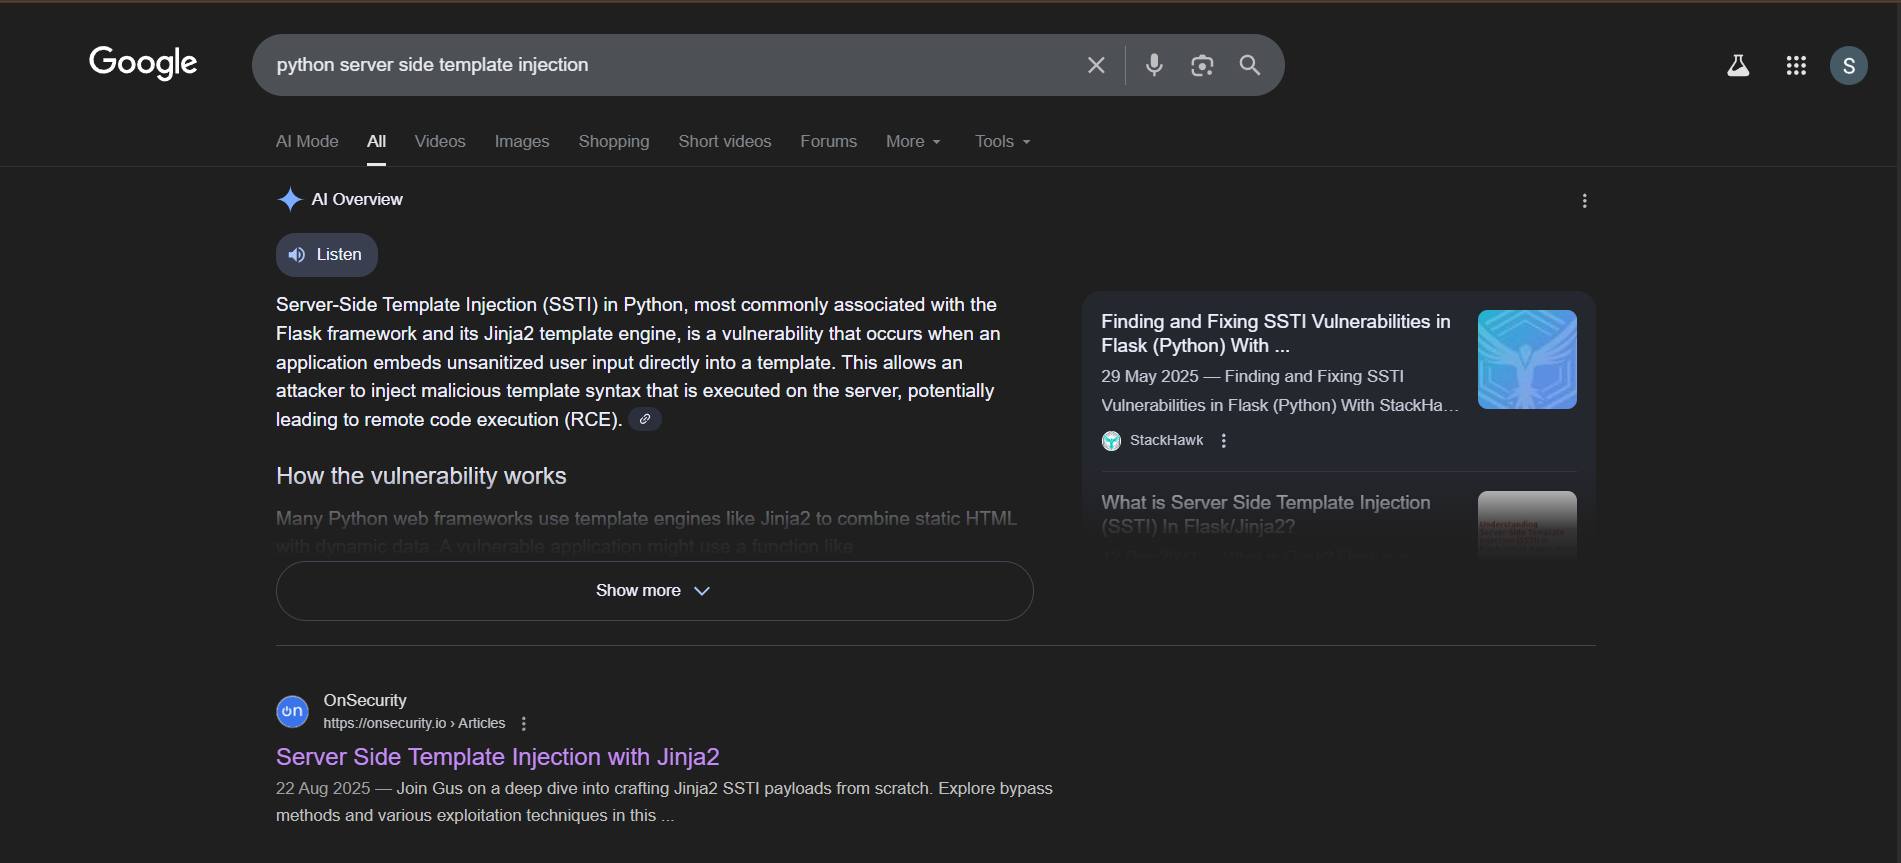 Google
python server side template injection
S
AI Mode All Videos Images Shopping Short videos Forums More Tools
AI Overview
Listen
Server-Side Template Injection (SSTI) in Python, most commonly associated with the
Flask framework and its Jinja2 template engine, is a vulnerability that occurs when an
application embeds unsanitized user input directly into a template. This allows an
attacker to inject malicious template syntax that is executed on the server, potentially
leading to remote code execution (RCE).
How the vulnerability works
Many Python web frameworks use template engines like Jinja2 to combine static HTML
with dynamic data. A vulnerable application might use a function like
Show more
Finding and Fixing SSTI Vulnerabilities in
Flask (Python) With ...
29 May 2025 — Finding and Fixing SSTI
Vulnerabilities in Flask (Python) With StackHa...
StackHawk
What is Server Side Template Injection
(SSTI) In Flask/Jinja2?
Understanding
Server-Side Template
on
OnSecurity
https://onsecurity.io › Articles
Server Side Template Injection with Jinja2
22 Aug 2025 — Join Gus on a deep dive into crafting Jinja2 SSTI payloads from scratch. Explore bypass
methods and various exploitation techniques in this ...